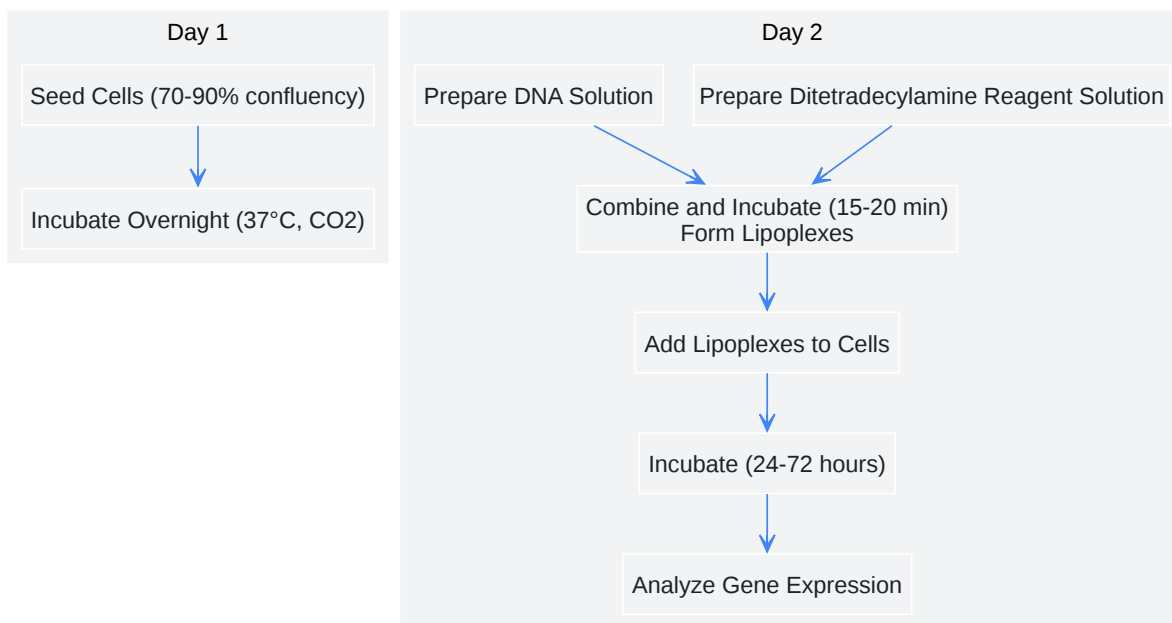 Day 1
Seed Cells (70-90% confluency)
Incubate Overnight (37°C, CO2)
Day 2
Prepare DNA Solution
Prepare Ditetradecylamine Reagent Solution
Combine and Incubate (15-20 min)
Form Lipoplexes
Add Lipoplexes to Cells
Incubate (24-72 hours)
Analyze Gene Expression